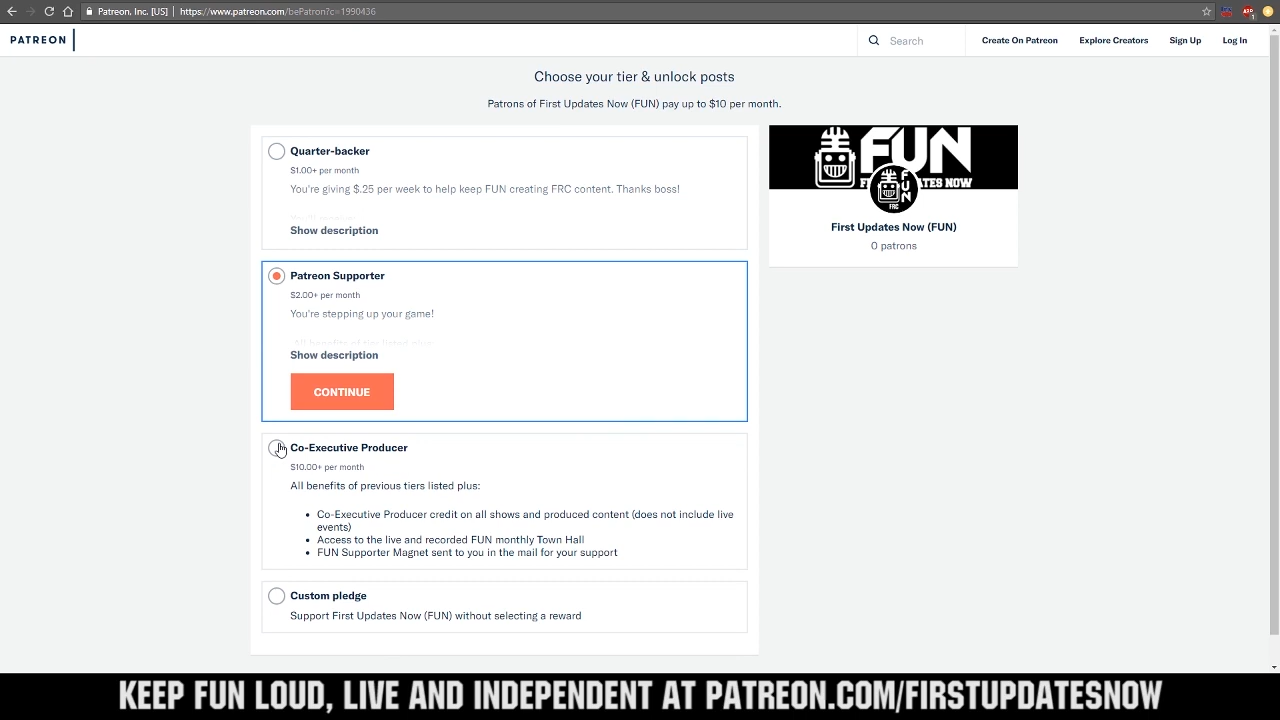 Patreon, Inc. [US] | https://www.patreon.com/bePatron?c=1990436
PATREON
Search
Create On Patreon
Explore Creators
Sign Up
Log In
Choose your tier & unlock posts
Patrons of First Updates Now (FUN) pay up to $10 per month.
Quarter-backer
$1.00+ per month
You're giving $.25 per week to help keep FUN creating FRC content. Thanks boss!
Show description
Patreon Supporter
$2.00+ per month
You're stepping up your game!
All benefits of tier listed plus:
Show description
CONTINUE
Co-Executive Producer
$10.00+ per month
All benefits of previous tiers listed plus:
• Co-Executive Producer credit on all shows and produced content (does not include live
events)
• Access to the live and recorded FUN monthly Town Hall
• FUN Supporter Magnet sent to you in the mail for your support
Custom pledge
Support First Updates Now (FUN) without selecting a reward
FUN
FUN
FRC
First Updates Now (FUN)
0 patrons
KEEP FUN LOUD, LIVE AND INDEPENDENT AT PATREON.COM/FIRSTUPDATESNOW